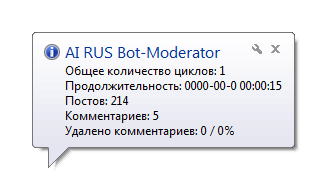 AI RUS Bot-Moderator
Общее количество циклов: 1
Продолжительность: 0000-00-0 00:00:15
Постов: 214
Комментариев: 5
Удалено комментариев: 0 / 0%